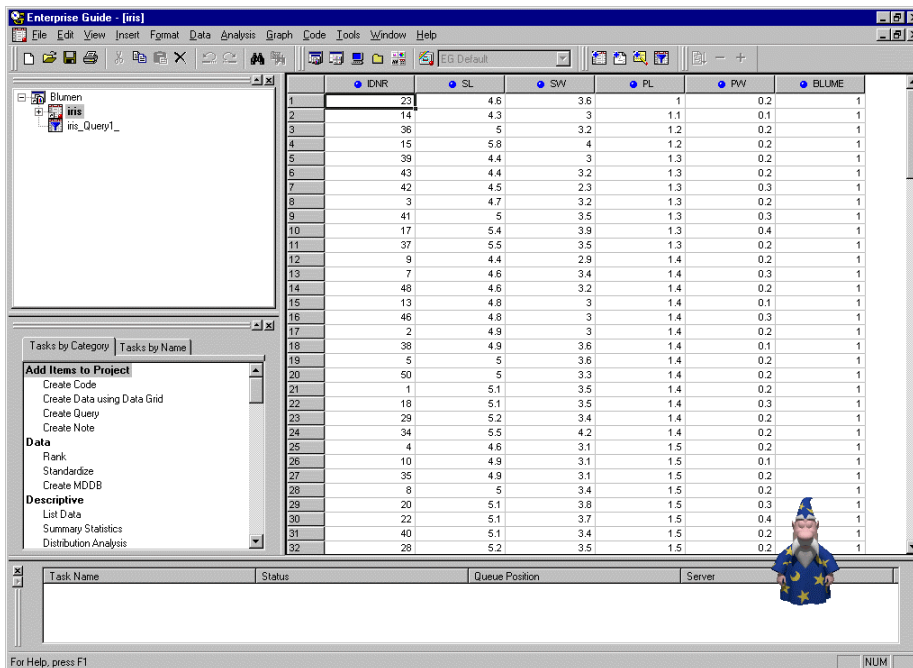 Enterprise Guide - [iris]
File Edit View Insert Format Data Analysis Graph Code Tools Window Help
EG Default
Blumen
iris
iris_Query1_
Tasks by Category Tasks by Name
Add Items to Project
Create Code
Create Data using Data Grid
Create Query
Create Note
Data
Rank
Standardize
Create MDDB
Descriptive
List Data
Summary Statistics
Distribution Analysis
IDNR SL SW PL PW BLUME
1 23 4.6 3.6 1 0.2 1
2 14 4.3 3 1.1 0.1 1
3 36 5 3.2 1.2 0.2 1
4 15 5.8 4 1.2 0.2 1
5 39 4.4 3 1.3 0.2 1
6 43 4.4 3.2 1.3 0.2 1
7 42 4.5 2.3 1.3 0.3 1
8 3 4.7 3.2 1.3 0.2 1
9 41 5 3.5 1.3 0.3 1
10 17 5.4 3.9 1.3 0.4 1
11 37 5.5 3.5 1.3 0.2 1
12 9 4.4 2.9 1.4 0.2 1
13 7 4.6 3.4 1.4 0.3 1
14 48 4.6 3.2 1.4 0.2 1
15 13 4.8 3 1.4 0.1 1
16 46 4.8 3 1.4 0.3 1
17 2 4.9 3 1.4 0.2 1
18 38 4.9 3.6 1.4 0.1 1
19 5 5 3.6 1.4 0.2 1
20 50 5 3.3 1.4 0.2 1
21 1 5.1 3.5 1.4 0.2 1
22 18 5.1 3.5 1.4 0.3 1
23 29 5.2 3.4 1.4 0.2 1
24 34 5.5 4.2 1.4 0.2 1
25 4 4.6 3.1 1.5 0.2 1
26 10 4.9 3.1 1.5 0.1 1
27 35 4.9 3.1 1.5 0.2 1
28 8 5 3.4 1.5 0.2 1
29 20 5.1 3.8 1.5 0.3 1
30 22 5.1 3.7 1.5 0.4 1
31 40 5.1 3.4 1.5 0.2 1
32 28 5.2 3.5 1.5 0.2 1
Task Name Status Queue Position Server
For Help, press F1 NUM